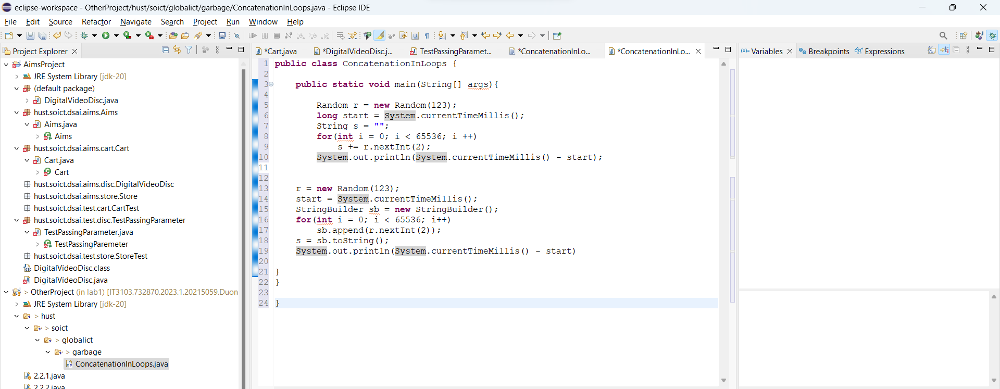 eclipse-workspace - OtherProject/hust/soict/globalict/garbage/ConcatenationInLoops.java - Eclipse IDE
File Edit Source Refactor Navigate Search Project Run Window Help
Project Explorer
*Cart.java *DigitalVideoDisc.j... TestPassingParamet... *ConcatenationInLo... *ConcatenationInLo...
(x)= Variables Breakpoints Expressions
AimsProject
JRE System Library [jdk-20]
(default package)
DigitalVideoDisc.java
hust.soict.dsai.aims.Aims
Aims.java
Aims
hust.soict.dsai.aims.cart.Cart
Cart.java
Cart
hust.soict.dsai.aims.disc.DigitalVideoDisc
hust.soict.dsai.aims.store.Store
hust.soict.dsai.test.cart.CartTest
hust.soict.dsai.test.disc.TestPassingParameter
TestPassingParameter.java
TestPassingParemeter
hust.soict.dsai.test.store.StoreTest
DigitalVideoDisc.class
DigitalVideoDisc.java
> OtherProject (in lab1) [IT3103.732870.2023.1.20215059.Duon
JRE System Library [jdk-20]
> hust
> soict
> globalict
> garbage
ConcatenationInLoops.java
2.2.1.java
2.2.2.java
1 public class ConcatenationInLoops {
2
3 public static void main(String[] args){
4
5 Random r = new Random(123);
6 long start = System.currentTimeMillis();
7 String s = "";
8 for(int i = 0; i < 65536; i ++)
9 s += r.nextInt(2);
10 System.out.println(System.currentTimeMillis() - start);
11
12
13 r = new Random(123);
14 start = System.currentTimeMillis();
15 StringBuilder sb = new StringBuilder();
16 for(int i = 0; i < 65536; i++)
17 sb.append(r.nextInt(2));
18 s = sb.toString();
19 System.out.println(System.currentTimeMillis() - start)
20
21 }
22 }
23
24 }